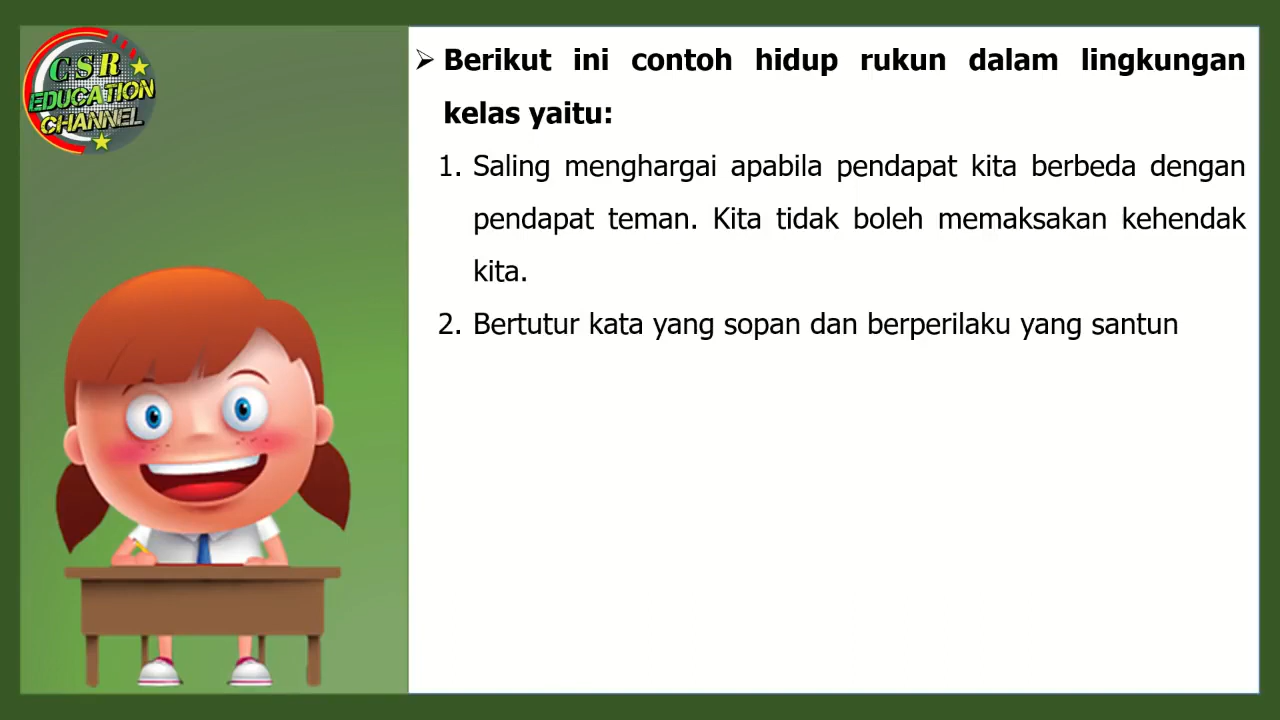 CSR
EDUCATION
CHANNEL
➢ Berikut ini contoh hidup rukun dalam lingkungan
kelas yaitu:
1. Saling menghargai apabila pendapat kita berbeda dengan
pendapat teman. Kita tidak boleh memaksakan kehendak
kita.
2. Bertutur kata yang sopan dan berperilaku yang santun